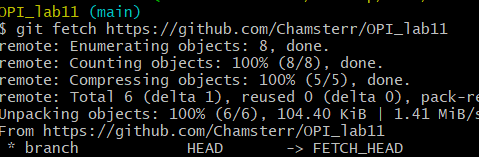 OPI_lab11 (main)
$ git fetch https://github.com/Chamsterr/OPI_lab11
remote: Enumerating objects: 8, done.
remote: Counting objects: 100% (8/8), done.
remote: Compressing objects: 100% (5/5), done.
remote: Total 6 (delta 1), reused 0 (delta 0), pack-re
Unpacking objects: 100% (6/6), 104.40 KiB | 1.41 MiB/s
From https://github.com/Chamsterr/OPI_lab11
 * branch            HEAD       -> FETCH_HEAD